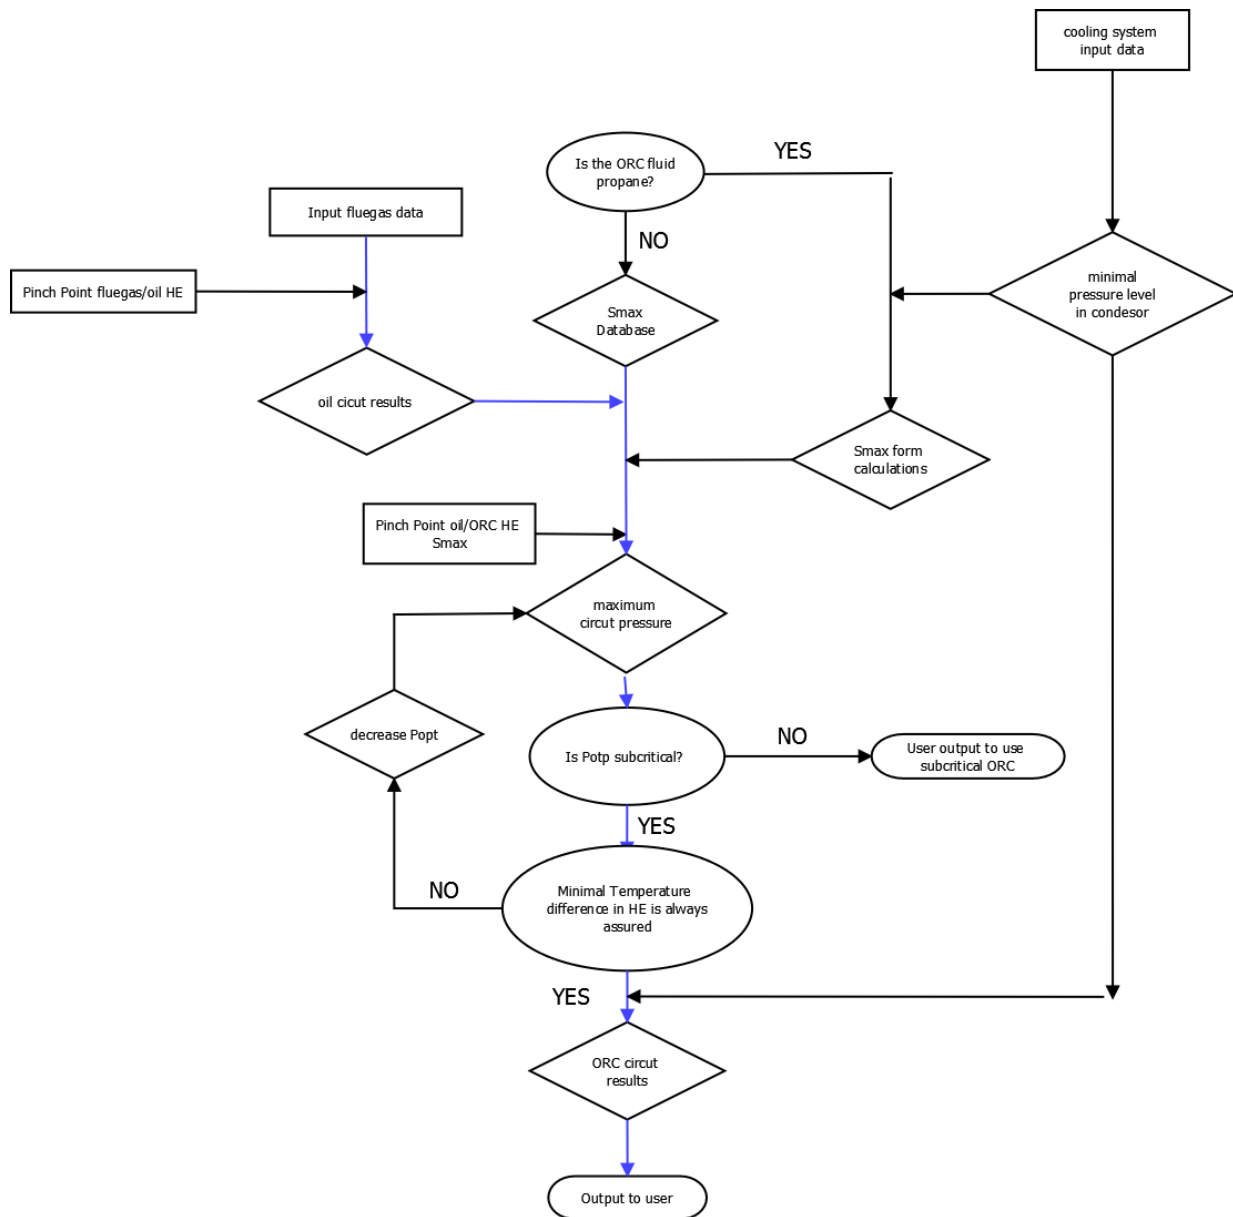 cooling system
input data
Is the ORC fluid
propane?
YES
Input fluegas data
NO
Pinch Point fluegas/oil HE
minimal
pressure level
in condesor
Smax
Database
oil cicut results
Smax form
calculations
Pinch Point oil/ORC HE
Smax
maximum
circut pressure
decrease Popt
Is Potp subcritical?
NO
User output to use
subcritical ORC
YES
NO
Minimal Temperature
difference in HE is always
assured
YES
ORC circut
results
Output to user